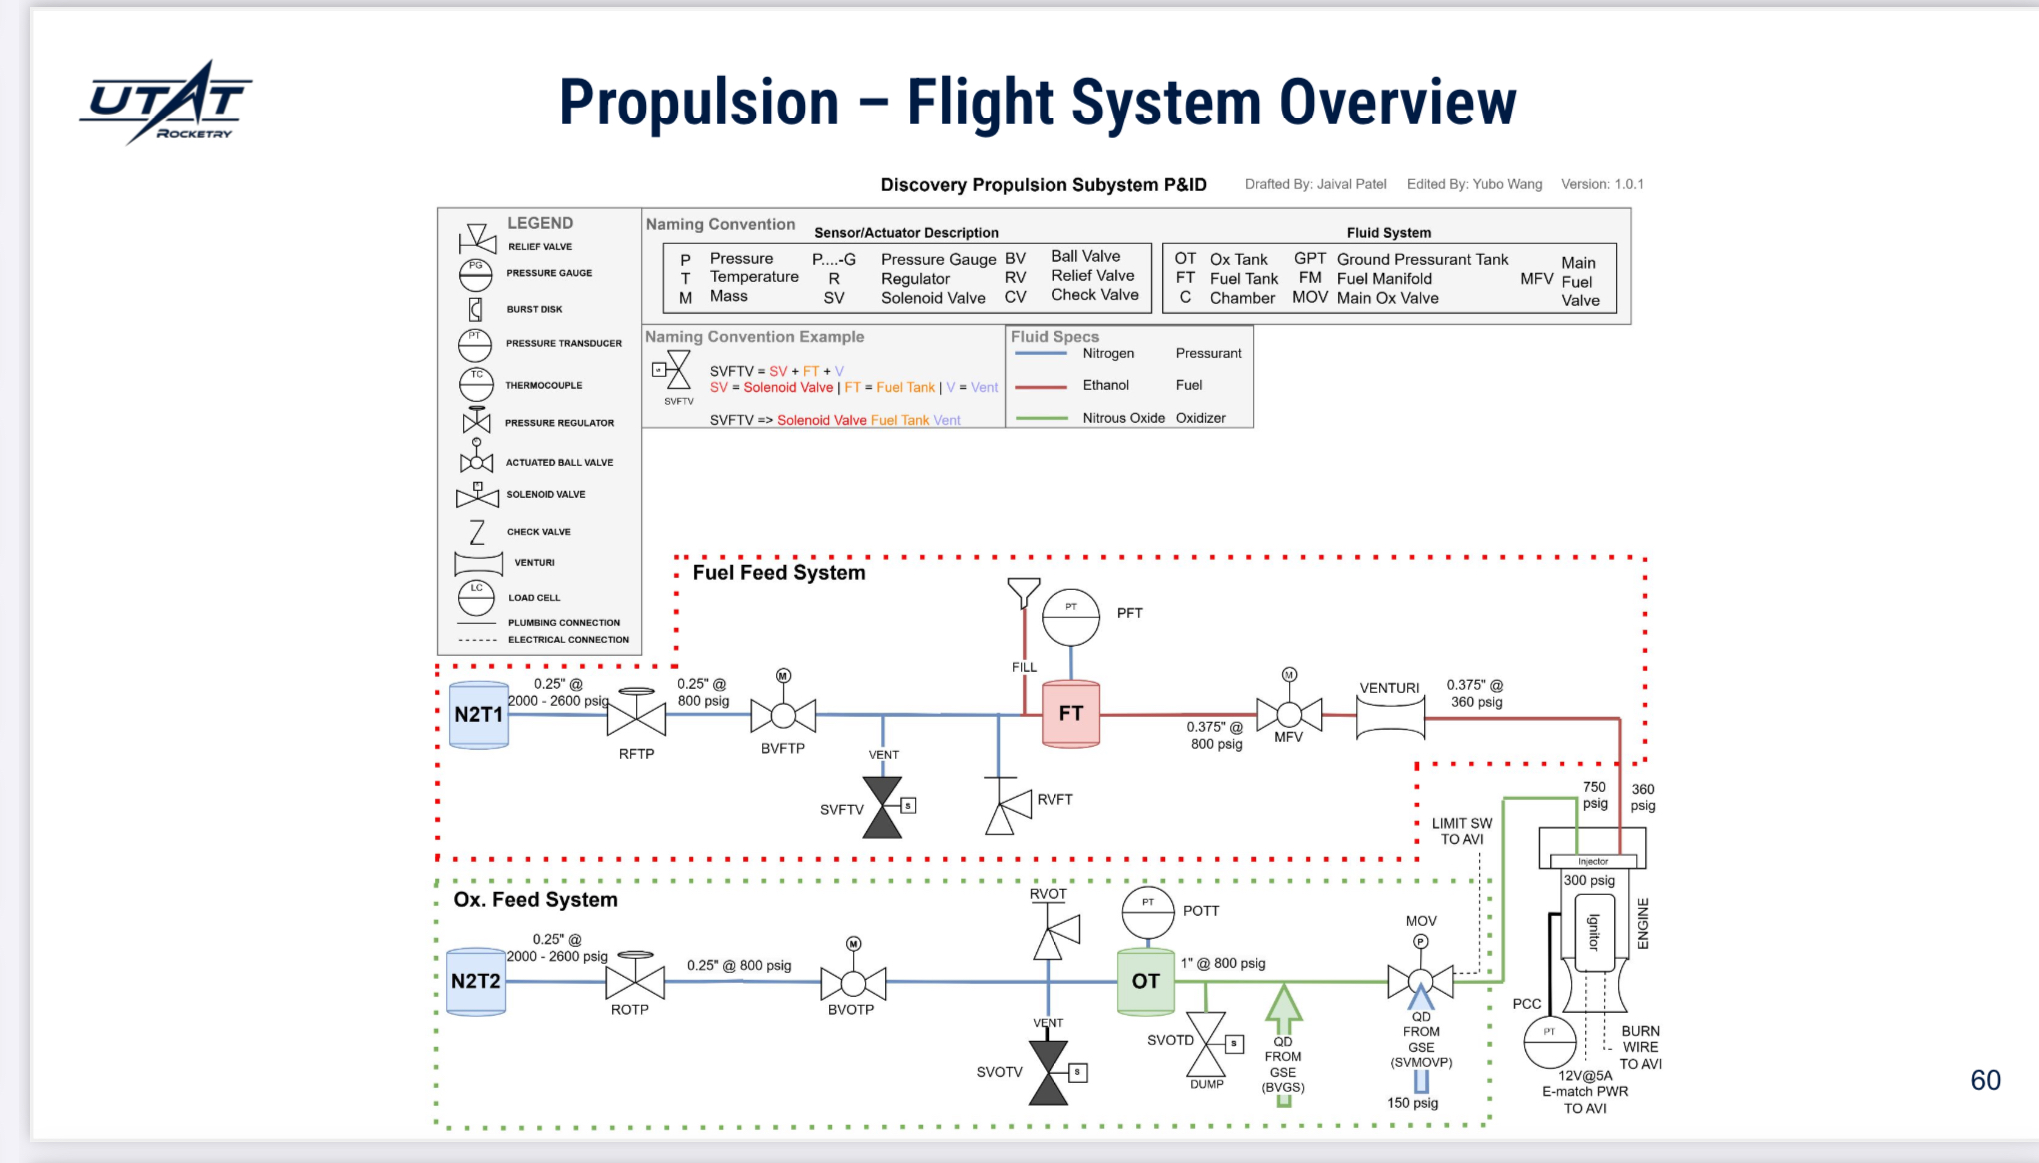 UTAT
ROCKETRY
Propulsion – Flight System Overview
Discovery Propulsion Subystem P&ID
Drafted By: Jaival Patel
Edited By: Yubo Wang
Version: 1.0.1
LEGEND
RELIEF VALVE
PG
PRESSURE GAUGE
BURST DISK
PT
PRESSURE TRANSDUCER
TC
THERMOCOUPLE
PRESSURE REGULATOR
ACTUATED BALL VALVE
SOLENOID VALVE
CHECK VALVE
VENTURI
LC
LOAD CELL
PLUMBING CONNECTION
ELECTRICAL CONNECTION
Naming Convention
Sensor/Actuator Description
P Pressure P....-G Pressure Gauge BV Ball Valve
T Temperature R Regulator RV Relief Valve
M Mass SV Solenoid Valve CV Check Valve
Fluid System
OT Ox Tank GPT Ground Pressurant Tank
FT Fuel Tank FM Fuel Manifold
C Chamber MOV Main Ox Valve
MFV
Main
Fuel
Valve
Naming Convention Example
S
SVFTV
SVFTV = SV + FT + V
SV = Solenoid Valve | FT = Fuel Tank | V = Vent
SVFTV => Solenoid Valve Fuel Tank Vent
Fluid Specs
Nitrogen Pressurant
Ethanol Fuel
Nitrous Oxide Oxidizer
Fuel Feed System
N2T1
0.25" @
2000 - 2600 psig
RFTP
0.25" @
800 psig
M
BVFTP
VENT
SVFTV
S
RVFT
FILL
PT
PFT
FT
0.375" @
800 psig
M
MFV
VENTURI
0.375" @
360 psig
750
psig
360
psig
LIMIT SW
TO AVI
Injector
300 psig
Ignitor
ENGINE
PCC
PT
BURN
WIRE
TO AVI
12V@5A
E-match PWR
TO AVI
Ox. Feed System
N2T2
0.25" @
2000 - 2600 psig
ROTP
0.25" @ 800 psig
M
BVOTP
RVOT
VENT
SVOTV
S
PT
POTT
OT
1" @ 800 psig
SVOTD
S
DUMP
QD
FROM
GSE
(BVGS)
MOV
P
QD
FROM
GSE
(SVMOVP)
150 psig
60